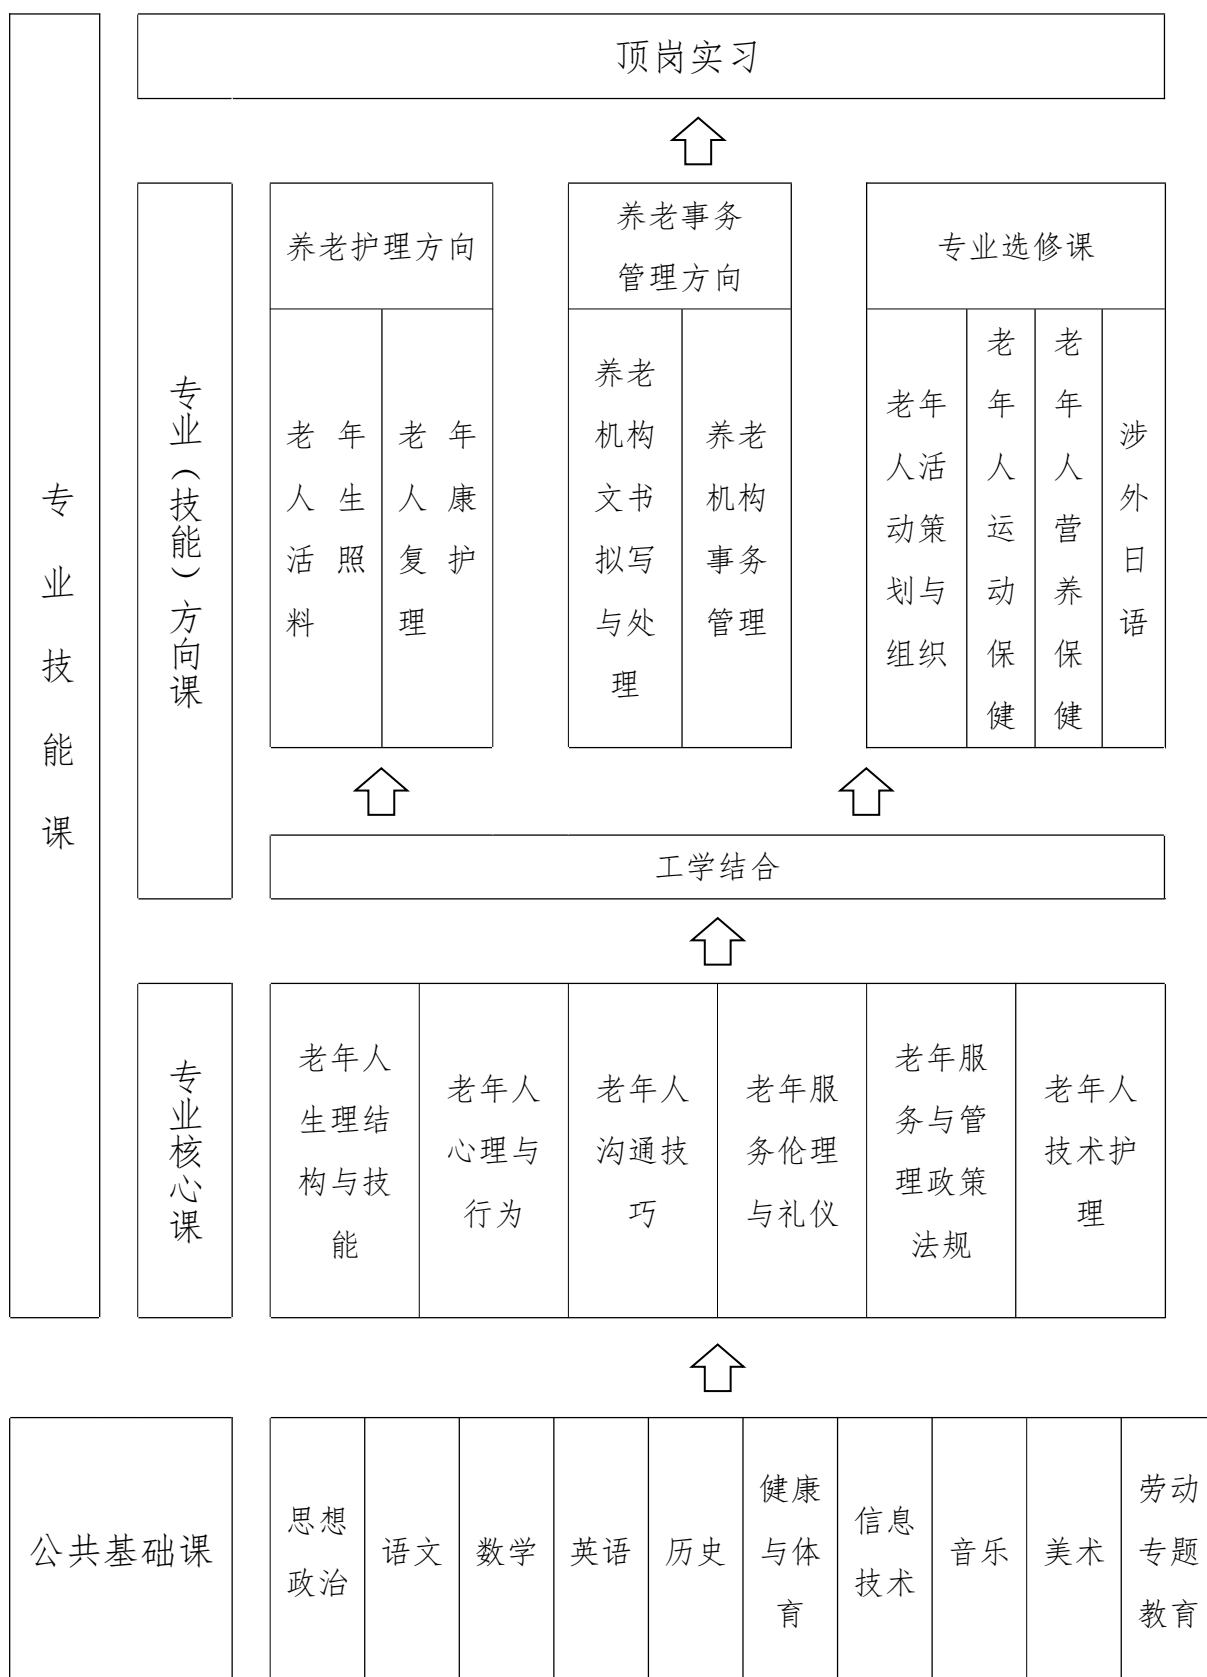 顶岗实习
专业技能课
专业（技能）方向课
养老护理方向
老年
人生
活照
料
老年
人康
复护
理
养老事务
管理方向
养老
机构
文书
拟写
与处
理
养老
机构
事务
管理
专业选修课
老年
人活
动策
划与
组织
老年人运动保健
老年人营养保健
涉外日语
工学结合
专业核心课
老年人
生理结
构与技
能
老年人
心理与
行为
老年人
沟通技
巧
老年服
务伦理
与礼仪
老年服
务与管
理政策
法规
老年人
技术护
理
公共基础课
思想
政治
语文
数学
英语
历史
健康
与体
育
信息
技术
音乐
美术
劳动
专题
教育